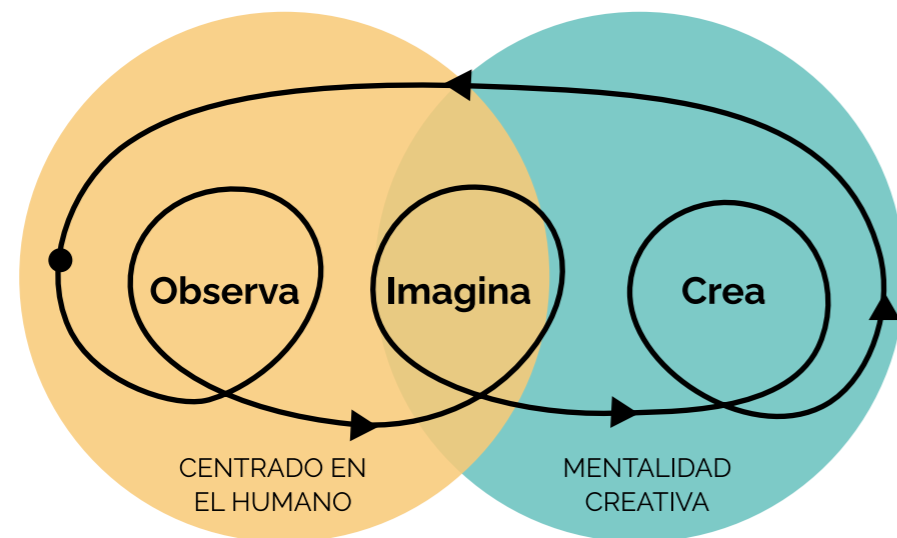 Observa
Imagina
Crea
CENTRADO EN
EL HUMANO
MENTALIDAD
CREATIVA